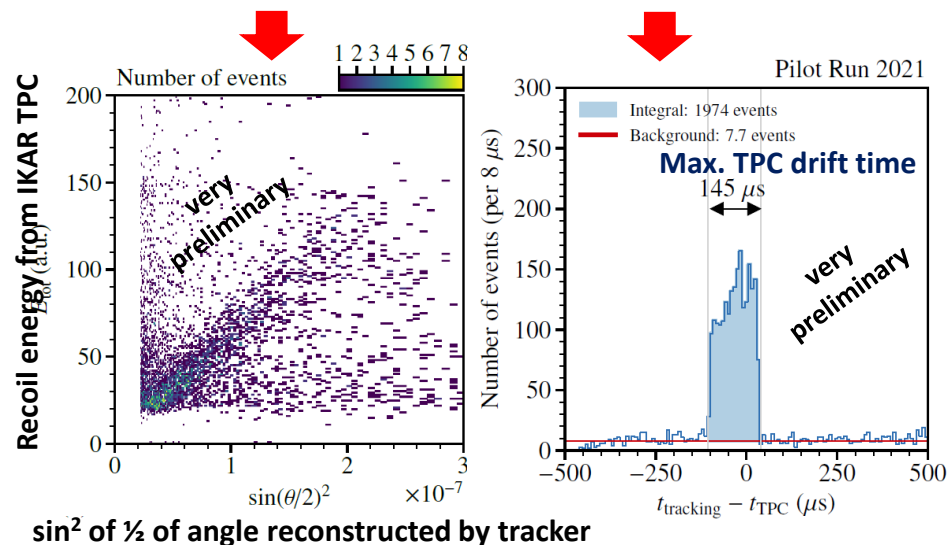 Number of events
1 2 3 4 5 6 7 8
Recoil energy from IKAR TPC
E_tot (a.u.)
200
150
100
50
0
very
preliminary
0 1 2 3
sin(θ/2)²
×10⁻⁷
sin² of ½ of angle reconstructed by tracker
Pilot Run 2021
Number of events (per 8 μs)
300
250
200
150
100
50
0
Integral: 1974 events
Background: 7.7 events
Max. TPC drift time
145 μs
very
preliminary
−500 −250 0 250 500
t_tracking − t_TPC (μs)